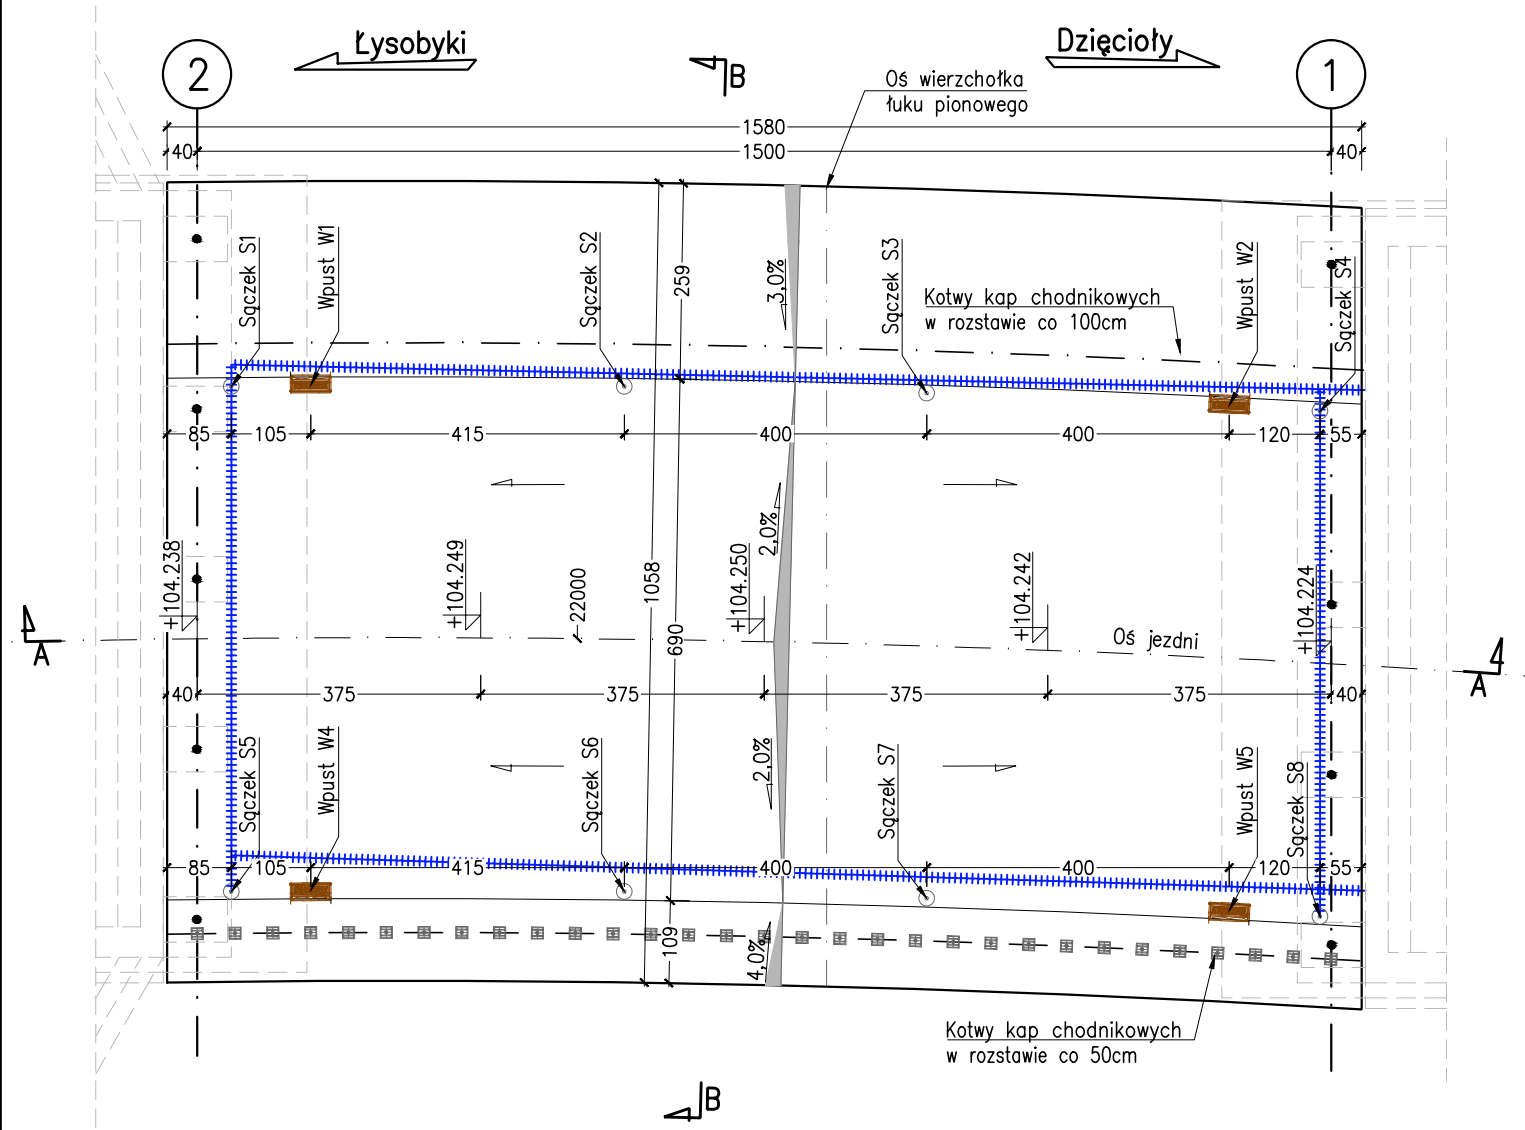 Łysobyki
Dzięcioły
2
1
B
Oś wierzchołka
łuku pionowego
1580
40
1500
40
Sączek S1
Wpust W1
Sączek S2
259
3,0%
Sączek S3
Kotwy kap chodnikowych
w rozstawie co 100cm
Wpust W2
Sączek S4
85
105
415
400
400
120
55
2,0%
+104.238
+104.249
22000
1058
690
+104.250
+104.242
Oś jezdni
+104.224
A
A
40
375
375
375
375
40
Sączek S5
Wpust W4
Sączek S6
2,0%
Sączek S7
Wpust W5
Sączek S8
85
105
415
400
400
120
55
109
4,0%
Kotwy kap chodnikowych
w rozstawie co 50cm
B